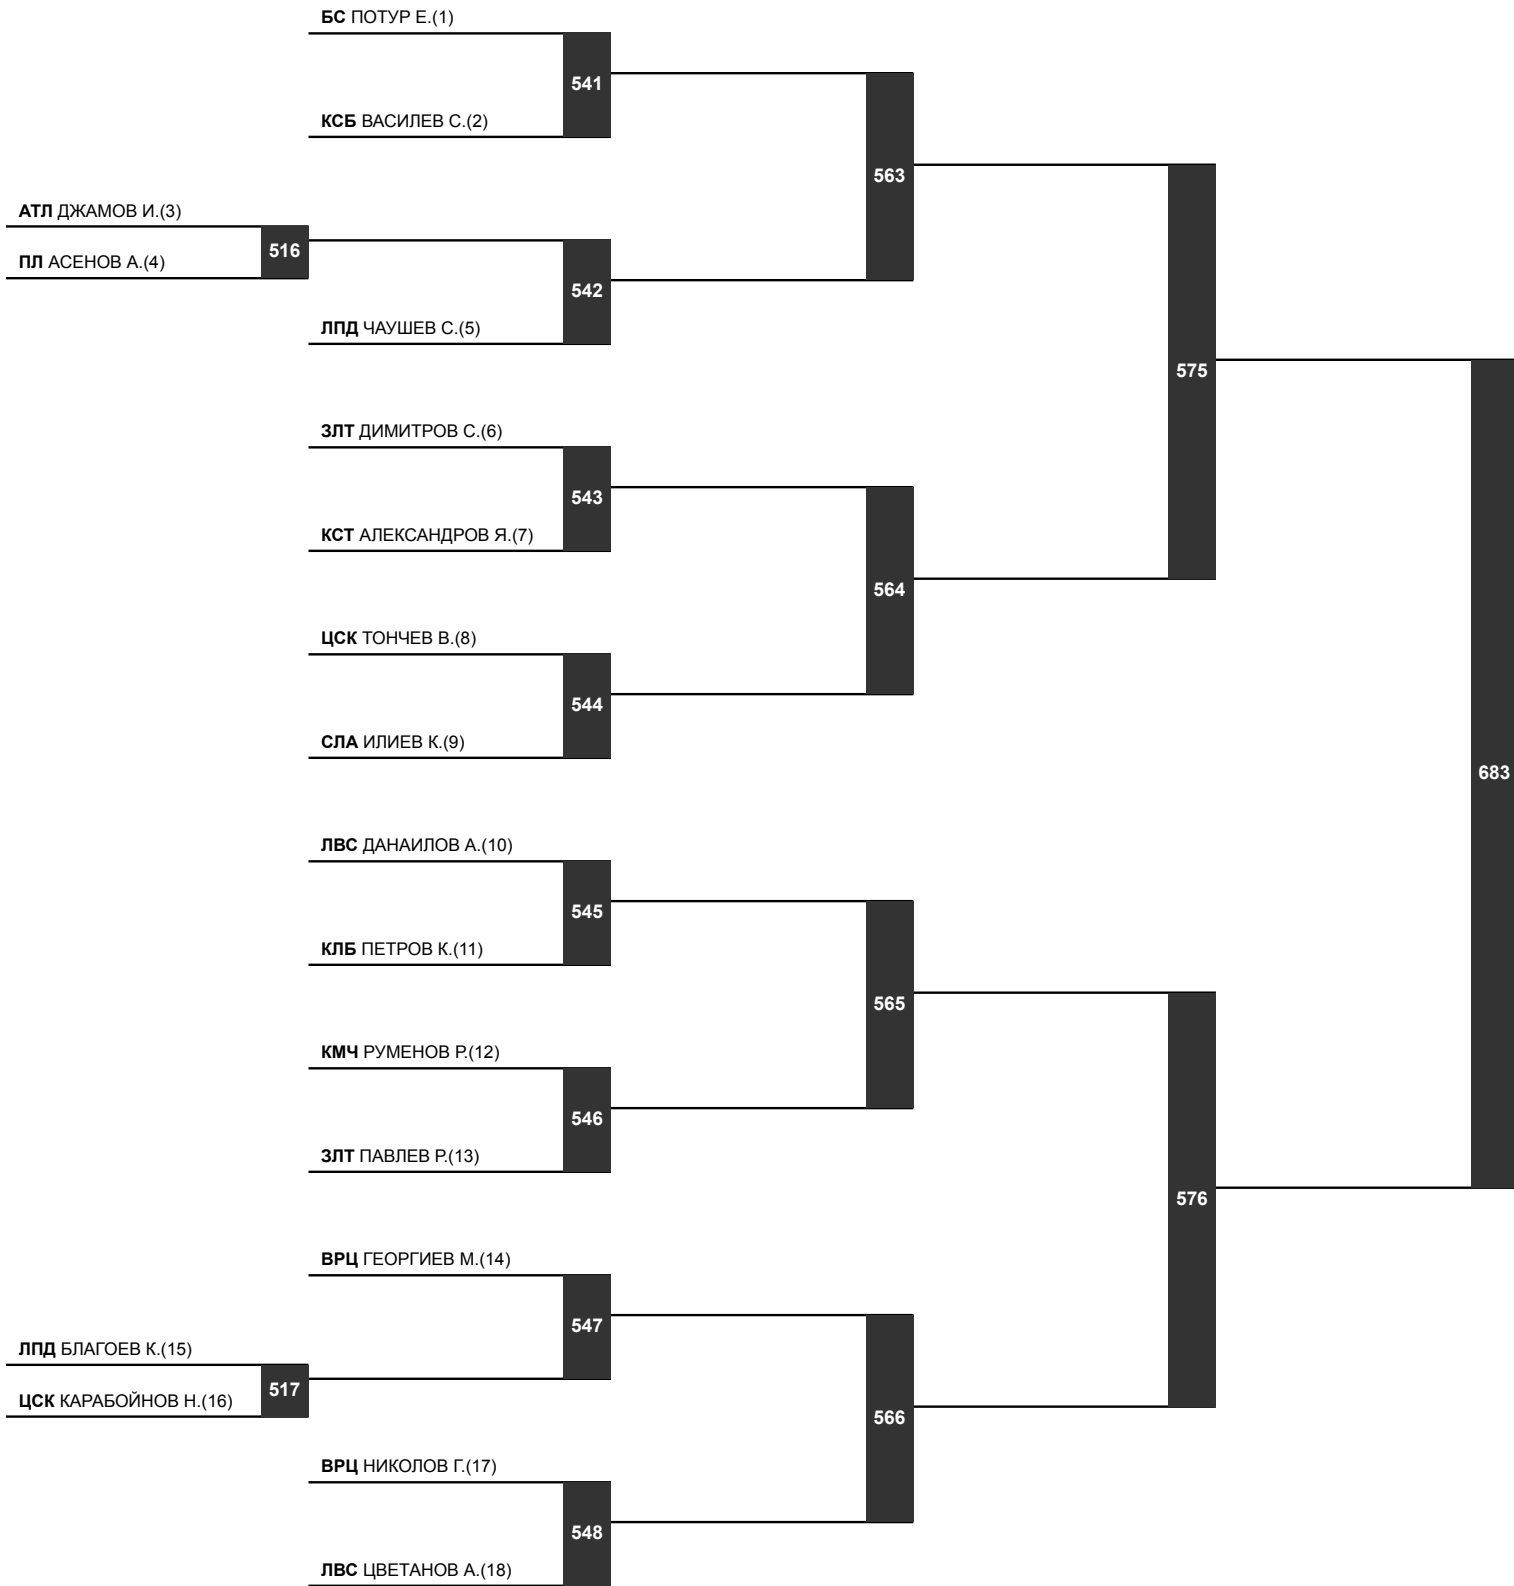 БС ПОТУР Е.(1)
541
КСБ ВАСИЛЕВ С.(2)
563
АТЛ ДЖАМОВ И.(3)
516
ПЛ АСЕНОВ А.(4)
542
ЛПД ЧАУШЕВ С.(5)
575
ЗЛТ ДИМИТРОВ С.(6)
543
КСТ АЛЕКСАНДРОВ Я.(7)
564
ЦСК ТОНЧЕВ В.(8)
544
СЛА ИЛИЕВ К.(9)
683
ЛВС ДАНАИЛОВ А.(10)
545
КЛБ ПЕТРОВ К.(11)
565
КМЧ РУМЕНОВ Р.(12)
546
ЗЛТ ПАВЛЕВ Р.(13)
576
ВРЦ ГЕОРГИЕВ М.(14)
547
ЛПД БЛАГОЕВ К.(15)
517
ЦСК КАРАБОЙНОВ Н.(16)
566
ВРЦ НИКОЛОВ Г.(17)
548
ЛВС ЦВЕТАНОВ А.(18)